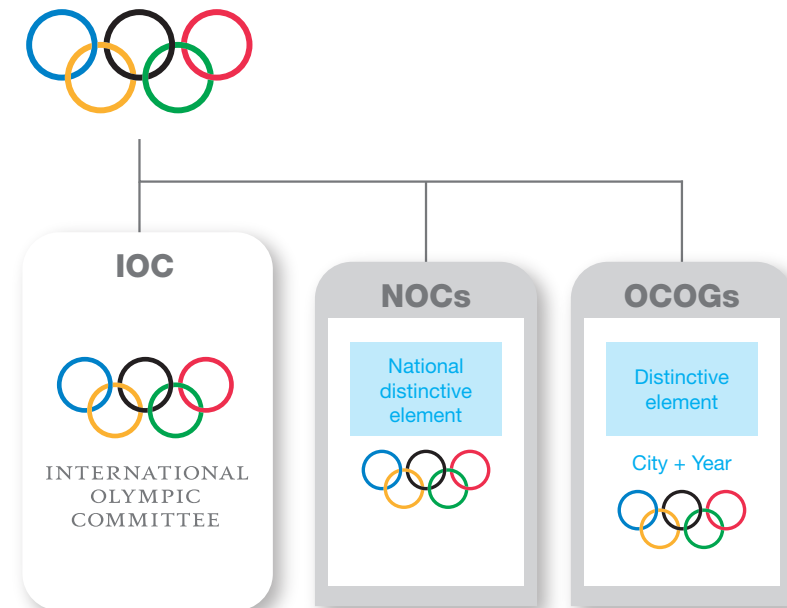 IOC
INTERNATIONAL
OLYMPIC
COMMITTEE
NOCs
National
distinctive
element
OCOGs
Distinctive
element
City + Year